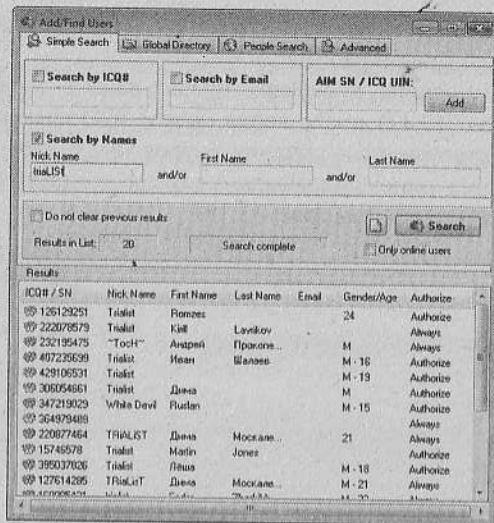 Add/Find Users
Simple Search Global Directory People Search Advanced
Search by ICQ# Search by Email AIM SN / ICQ UIN:
Add
Search by Names
Nick Name First Name Last Name
triaLIST and/or and/or
Do not clear previous results
Search
Results in List: 20 Search complete Only online users
Results
ICQ# / SN Nick Name First Name Last Name Email Gender/Age Authorize
126129251 Trialist Romzes 24 Authorize
222078579 Trialist Kirill Lavrikov Always
232195475 ~TocH~ Андрей Прокопе... M Always
407235699 Trialist Иван Шалаев M - 16 Authorize
429106531 Trialist M - 19 Authorize
306054661 Trialist Дима M Authorize
347219029 White Devil Ruslan M - 15 Authorize
364979489 Always
220877464 TRiALiST Дима Москале... 21 Always
15746578 Trialist Martin Jones Authorize
395037026 Trialist Лёша M - 18 Authorize
127614285 TRiaLisT Дима Москале... M - 21 Always